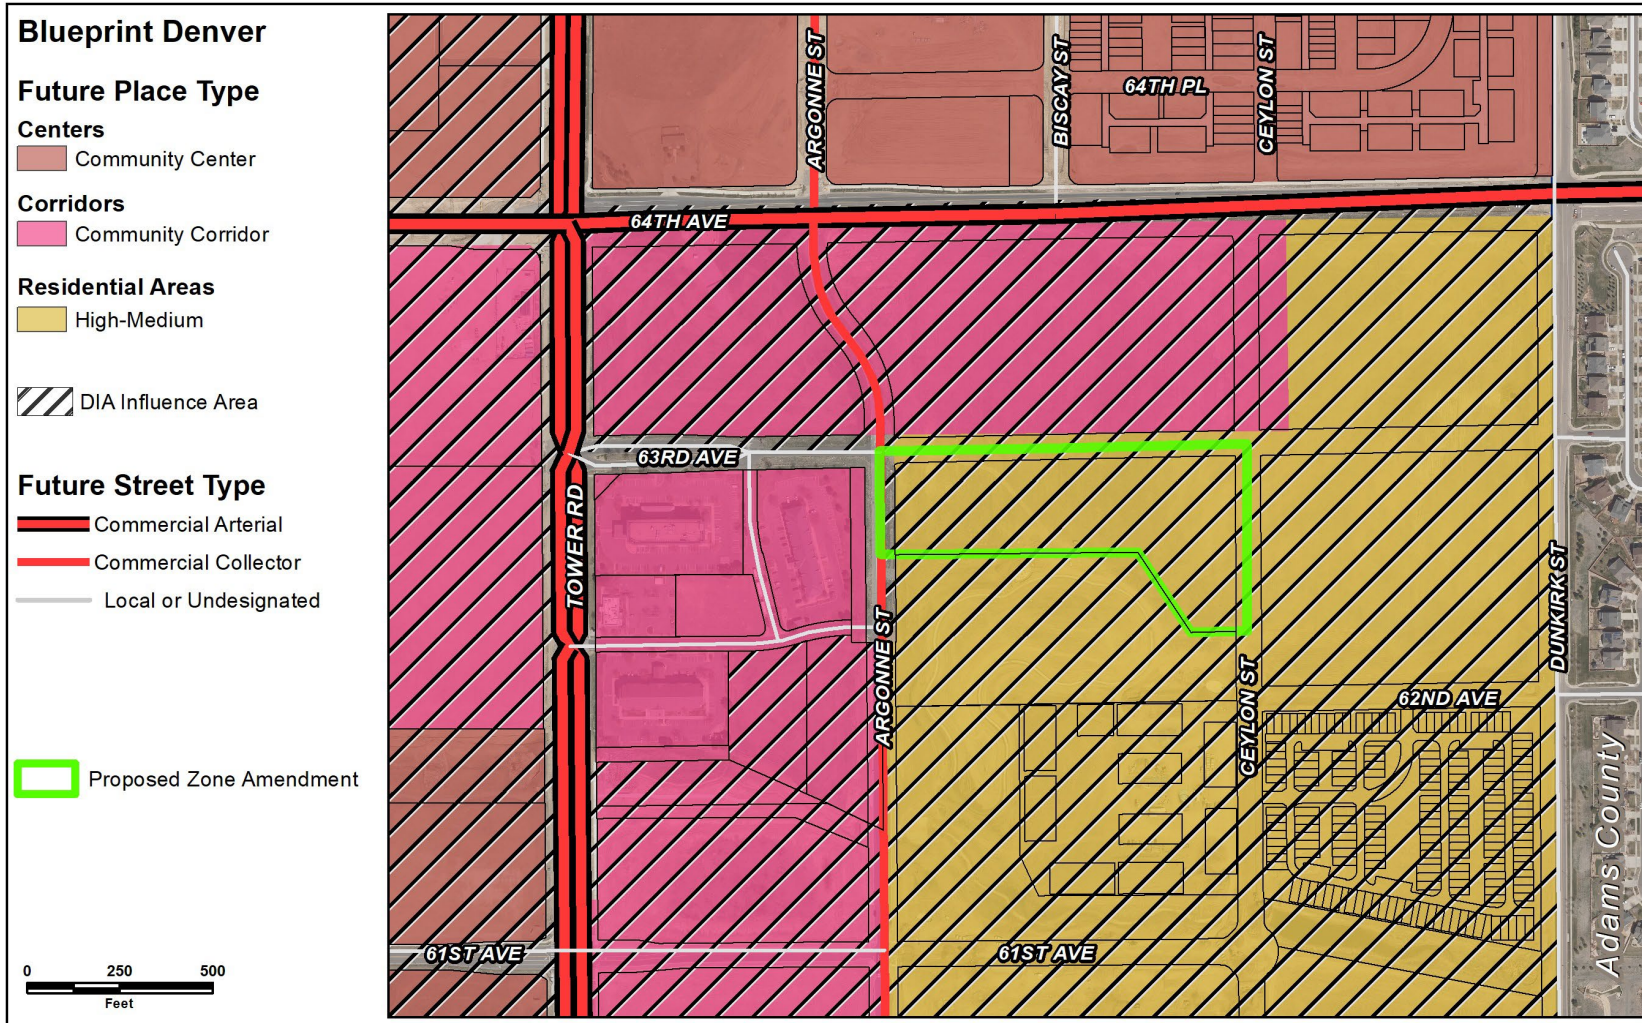 Blueprint Denver
Future Place Type
Centers
Community Center
Corridors
Community Corridor
Residential Areas
High-Medium
DIA Influence Area
Future Street Type
Commercial Arterial
Commercial Collector
Local or Undesignated
Proposed Zone Amendment
0 250 500
Feet
ARGONNE ST
BISCAY ST
64TH PL
CEYLON ST
64TH AVE
63RD AVE
TOWER RD
ARGONNE ST
DUNKIRK ST
CEYLON ST
62ND AVE
Adams County
61ST AVE
61ST AVE